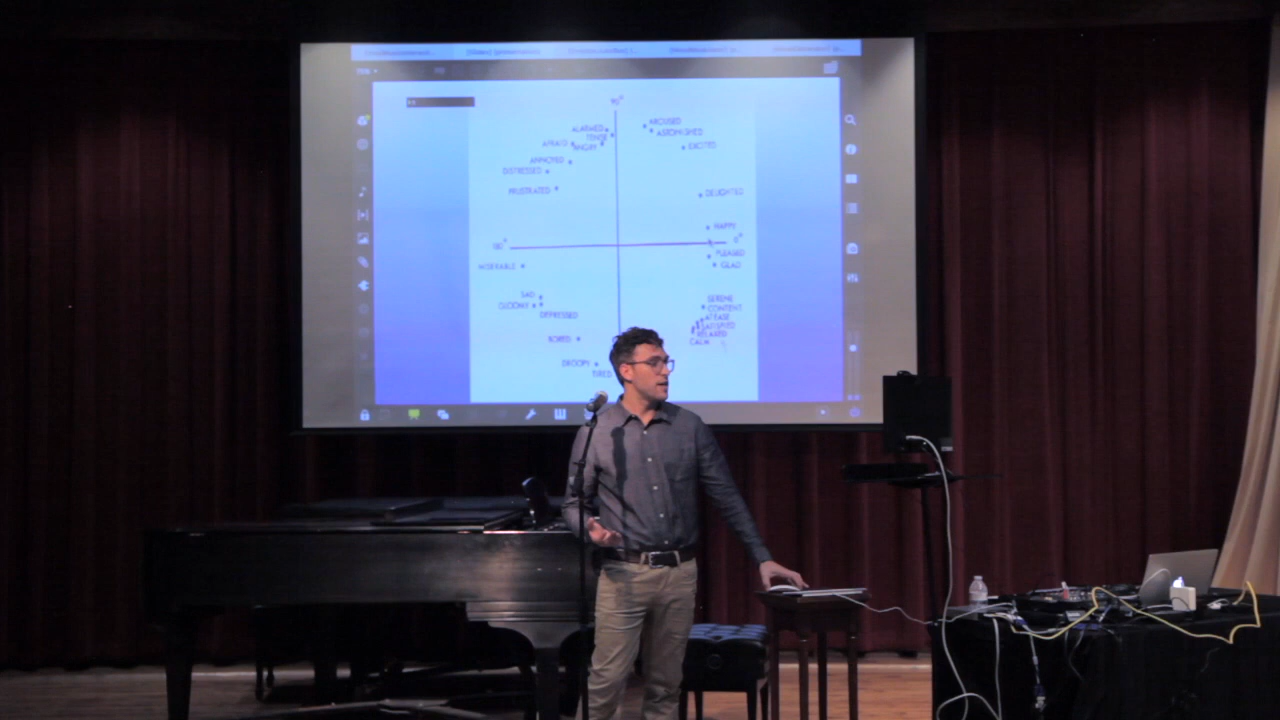 90°
ALARMED
AROUSED
TENSE
ASTONISHED
AFRAID
ANGRY
EXCITED
ANNOYED
DISTRESSED
FRUSTRATED
DELIGHTED
HAPPY
180°
0°
PLEASED
GLAD
MISERABLE
SAD
SERENE
GLOOMY
CONTENT
DEPRESSED
AT EASE
SATISFIED
RELAXED
BORED
CALM
DROOPY
TIRED